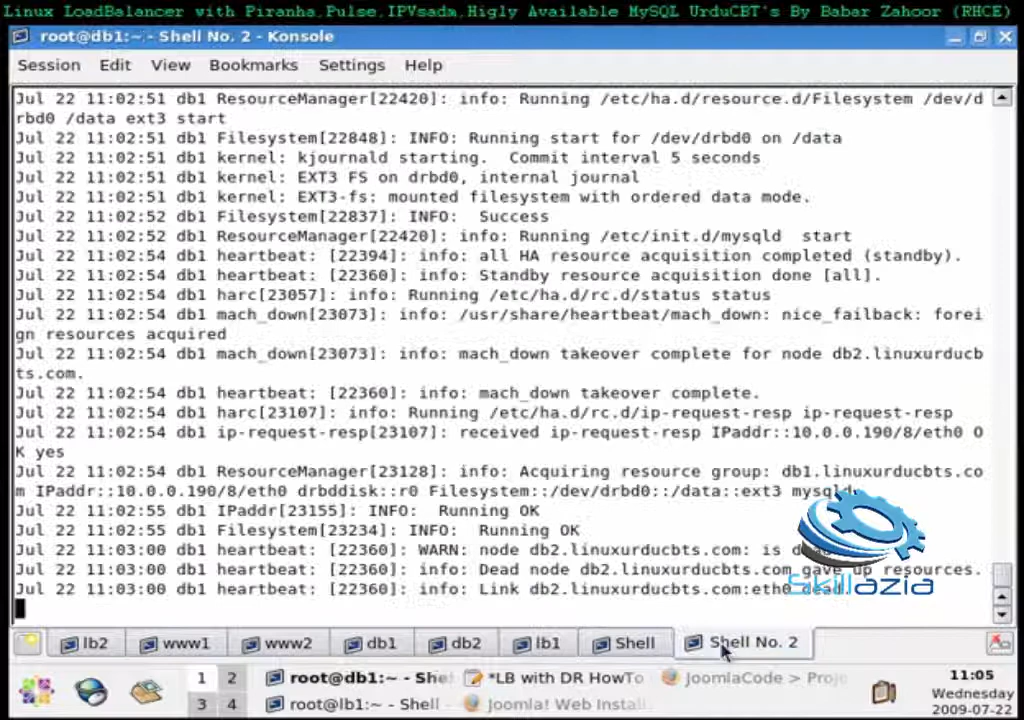 Linux LoadBalancer with Piranha,Pulse,IPVsadm,Higly Available MySQL UrduCBT's By Babar Zahoor (RHCE)
root@db1:~ - Shell No. 2 - Konsole
Session Edit View Bookmarks Settings Help
Jul 22 11:02:51 db1 ResourceManager[22420]: info: Running /etc/ha.d/resource.d/Filesystem /dev/d
rbd0 /data ext3 start
Jul 22 11:02:51 db1 Filesystem[22848]: INFO: Running start for /dev/drbd0 on /data
Jul 22 11:02:51 db1 kernel: kjournald starting.  Commit interval 5 seconds
Jul 22 11:02:51 db1 kernel: EXT3 FS on drbd0, internal journal
Jul 22 11:02:51 db1 kernel: EXT3-fs: mounted filesystem with ordered data mode.
Jul 22 11:02:52 db1 Filesystem[22837]: INFO:  Success
Jul 22 11:02:52 db1 ResourceManager[22420]: info: Running /etc/init.d/mysqld  start
Jul 22 11:02:54 db1 heartbeat: [22394]: info: all HA resource acquisition completed (standby).
Jul 22 11:02:54 db1 heartbeat: [22360]: info: Standby resource acquisition done [all].
Jul 22 11:02:54 db1 harc[23057]: info: Running /etc/ha.d/rc.d/status status
Jul 22 11:02:54 db1 mach_down[23073]: info: /usr/share/heartbeat/mach_down: nice_failback: forei
gn resources acquired
Jul 22 11:02:54 db1 mach_down[23073]: info: mach_down takeover complete for node db2.linuxurducb
ts.com.
Jul 22 11:02:54 db1 heartbeat: [22360]: info: mach_down takeover complete.
Jul 22 11:02:54 db1 harc[23107]: info: Running /etc/ha.d/rc.d/ip-request-resp ip-request-resp
Jul 22 11:02:54 db1 ip-request-resp[23107]: received ip-request-resp IPaddr::10.0.0.190/8/eth0 O
K yes
Jul 22 11:02:54 db1 ResourceManager[23128]: info: Acquiring resource group: db1.linuxurducbts.co
m IPaddr::10.0.0.190/8/eth0 drbddisk::r0 Filesystem::/dev/drbd0::/data::ext3 mysqld
Jul 22 11:02:55 db1 IPaddr[23155]: INFO:  Running OK
Jul 22 11:02:55 db1 Filesystem[23234]: INFO:  Running OK
Jul 22 11:03:00 db1 heartbeat: [22360]: WARN: node db2.linuxurducbts.com: is
Jul 22 11:03:00 db1 heartbeat: [22360]: info: Dead node db2.linuxurducbts.com gave up resources.
Jul 22 11:03:00 db1 heartbeat: [22360]: info: Link db2.linuxurducbts.com:eth0 dead.
Skillazia
lb2 www1 www2 db1 db2 lb1 Shell Shell No. 2
1 2 root@db1:~ - She *LB with DR HowTo JoomlaCode > Proj 11:05
Wednesday
3 4 root@lb1:~ - Shell Joomla! Web Instal
2009-07-22